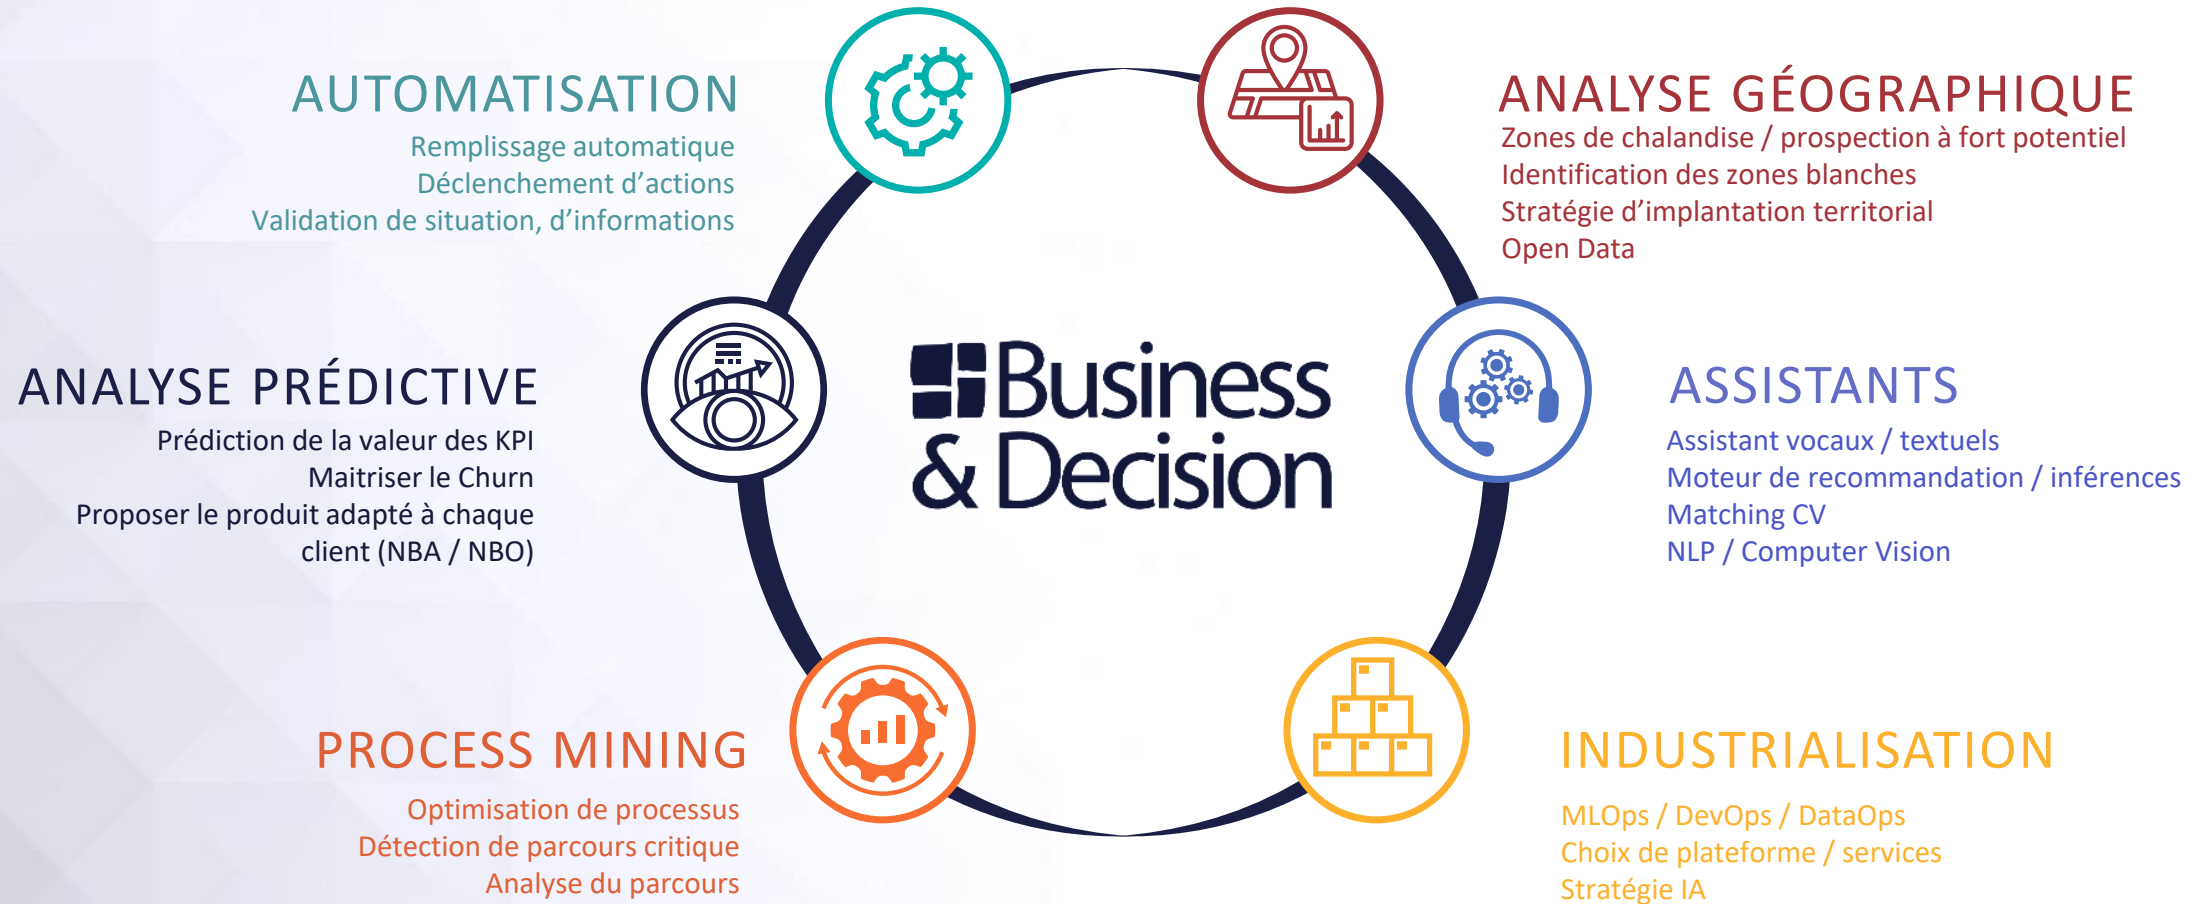 AUTOMATISATION
Remplissage automatique
Déclenchement d’actions
Validation de situation, d’informations
ANALYSE GÉOGRAPHIQUE
Zones de chalandise / prospection à fort potentiel
Identification des zones blanches
Stratégie d’implantation territorial
Open Data
ANALYSE PRÉDICTIVE
Prédiction de la valeur des KPI
Maitriser le Churn
Proposer le produit adapté à chaque
client (NBA / NBO)
Business
& Decision
ASSISTANTS
Assistant vocaux / textuels
Moteur de recommandation / inférences
Matching CV
NLP / Computer Vision
PROCESS MINING
Optimisation de processus
Détection de parcours critique
Analyse du parcours
INDUSTRIALISATION
MLOps / DevOps / DataOps
Choix de plateforme / services
Stratégie IA